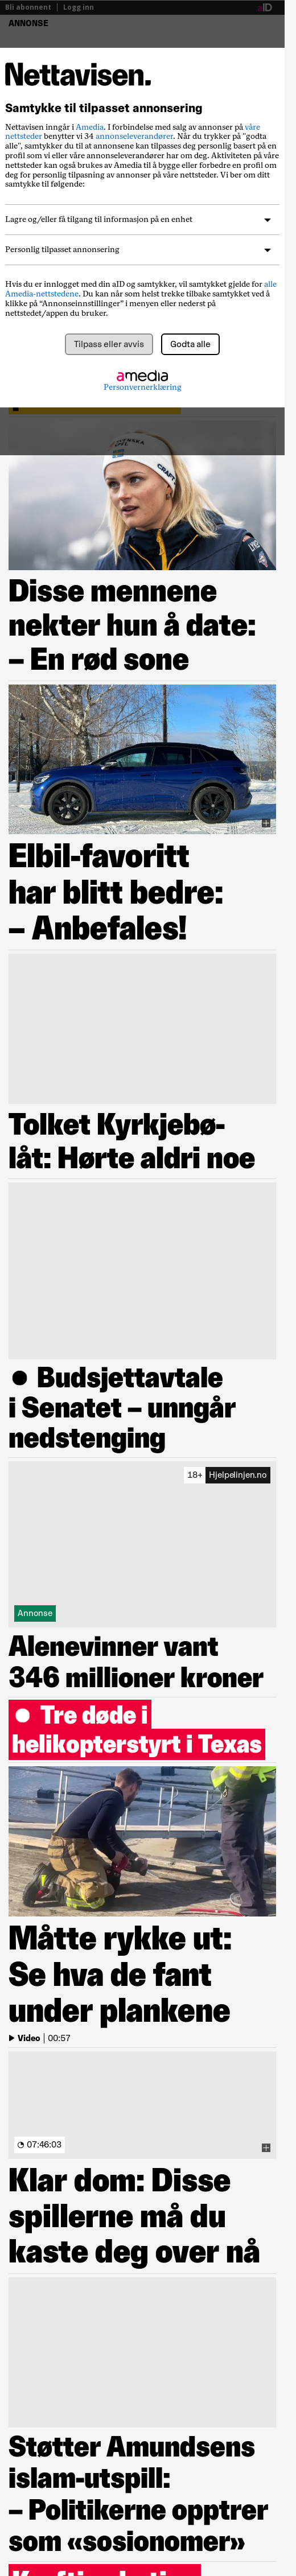 Bli abonnent | Logg inn
aID
ANNONSE
Nettavisen.
Samtykke til tilpasset annonsering
Nettavisen inngår i Amedia. I forbindelse med salg av annonser på våre
nettsteder benytter vi 34 annonseleverandører. Når du trykker på "godta
alle", samtykker du til at annonsene kan tilpasses deg personlig basert på en
profil som vi eller våre annonseleverandører har om deg. Aktiviteten på våre
nettsteder kan også brukes av Amedia til å bygge eller forbedre en profil om
deg for personlig tilpasning av annonser på våre nettsteder. Vi ber om ditt
samtykke til følgende:
Lagre og/eller få tilgang til informasjon på en enhet
Personlig tilpasset annonsering
Hvis du er innlogget med din aID og samtykker, vil samtykket gjelde for alle
Amedia-nettstedene. Du kan når som helst trekke tilbake samtykket ved å
klikke på “Annonseinnstillinger” i menyen eller nederst på
nettstedet/appen du bruker.
Tilpass eller avvis
Godta alle
amedia
Personvernerklæring
Disse mennene
nekter hun å date:
– En rød sone
Elbil-favoritt
har blitt bedre:
– Anbefales!
Tolket Kyrkjebø-
låt: Hørte aldri noe
● Budsjettavtale
i Senatet – unngår
nedstenging
18+ Hjelpelinjen.no
Annonse
Alenevinner vant
346 millioner kroner
● Tre døde i
helikopterstyrt i Texas
Måtte rykke ut:
Se hva de fant
under plankene
Video | 00:57
07:46:03
Klar dom: Disse
spillerne må du
kaste deg over nå
Støtter Amundsens
islam-utspill:
– Politikerne opptrer
som «sosionomer»